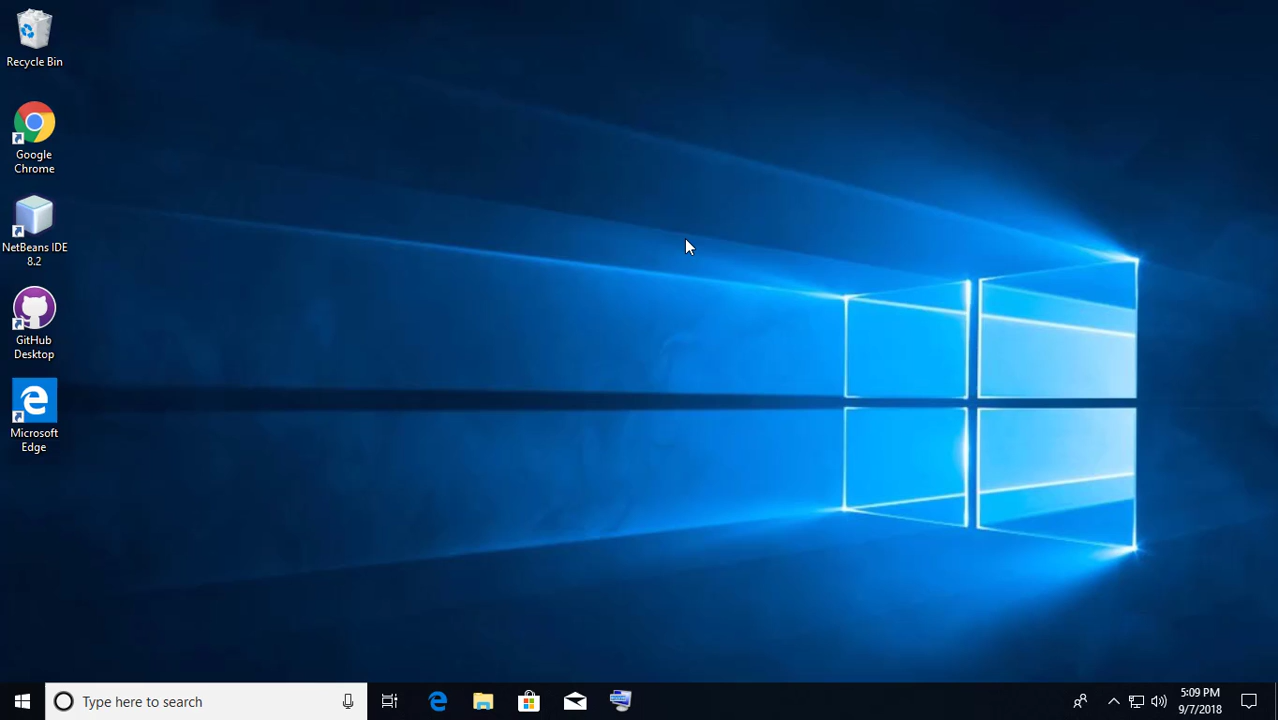 Recycle Bin
Google
Chrome
NetBeans IDE
8.2
GitHub
Desktop
Microsoft
Edge
Type here to search
5:09 PM
9/7/2018